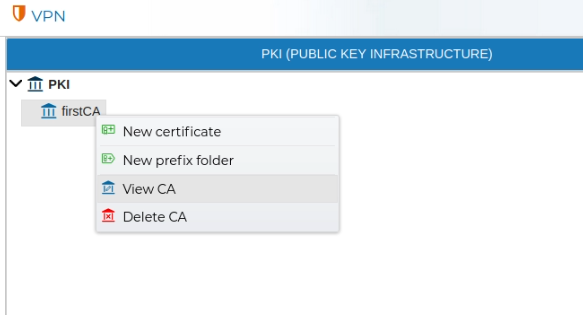 VPN
PKI (PUBLIC KEY INFRASTRUCTURE)
PKI
firstCA
New certificate
New prefix folder
View CA
Delete CA